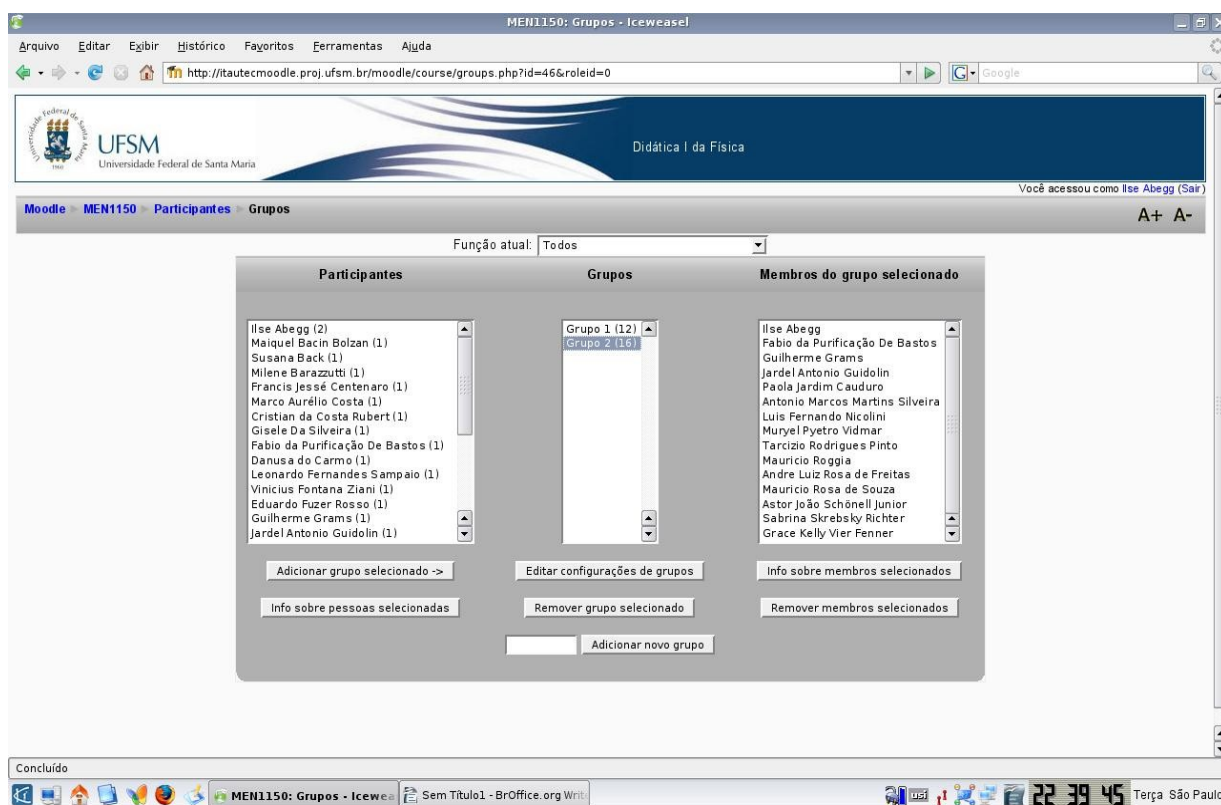 MEN1150: Grupos - Iceweasel
Arquivo Editar Exibir Histórico Favoritos Ferramentas Ajuda
http://itautecmoodle.proj.ufsm.br/moodle/course/groups.php?id=46&roleid=0
G Google
UFSM
Universidade Federal de Santa Maria
Didática I da Física
Você acessou como Ilse Abegg (Sair)
Moodle MEN1150 Participantes Grupos
A+ A-
Função atual: Todos
Participantes Grupos Membros do grupo selecionado
Ilse Abegg (2)
Maiquel Bacin Bolzan (1)
Susana Back (1)
Milene Barazzutti (1)
Francis Jessé Centenaro (1)
Marco Aurélio Costa (1)
Cristian da Costa Rubert (1)
Gisele Da Silveira (1)
Fabio da Purificação De Bastos (1)
Danusa do Carmo (1)
Leonardo Fernandes Sampaio (1)
Vinicius Fontana Ziani (1)
Eduardo Fuzer Rosso (1)
Guilherme Grams (1)
Jardel Antonio Guidolin (1)
Grupo 1 (12)
Grupo 2 (16)
Ilse Abegg
Fabio da Purificação De Bastos
Guilherme Grams
Jardel Antonio Guidolin
Paola Jardim Cauduro
Antonio Marcos Martins Silveira
Luis Fernando Nicolini
Muryel Pyetro Vidmar
Tarcizio Rodrigues Pinto
Mauricio Roggia
Andre Luiz Rosa de Freitas
Mauricio Rosa de Souza
Astor João Schönell Junior
Sabrina Skrebsky Richter
Grace Kelly Vier Fenner
Adicionar grupo selecionado -> Editar configurações de grupos Info sobre membros selecionados
Info sobre pessoas selecionadas Remover grupo selecionado Remover membros selecionados
Adicionar novo grupo
Concluído
MEN1150: Grupos - Icewea Sem Título1 - BrOffice.org Write us 22 39 45 Terça São Paulo